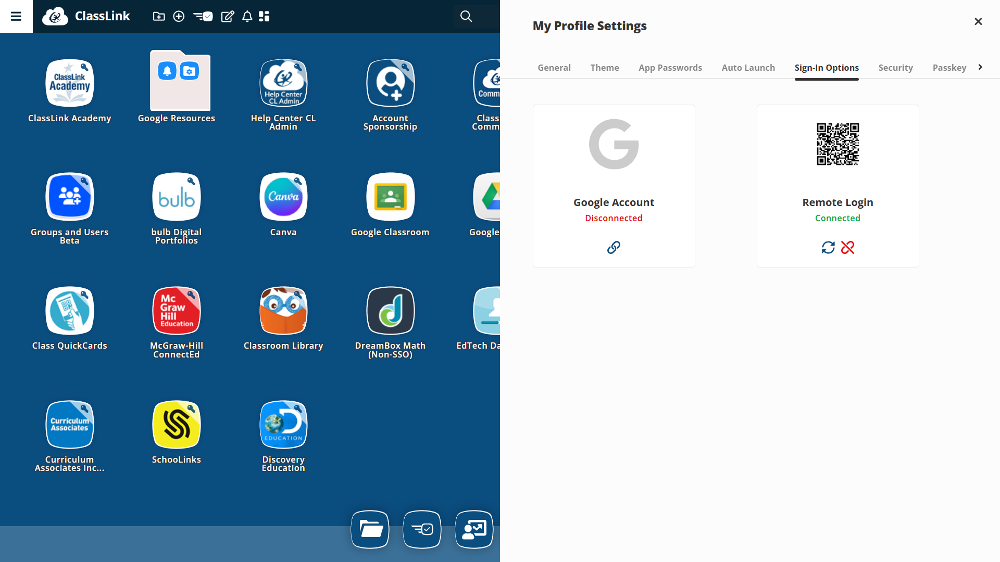 ClassLink
My Profile Settings
General
Theme
App Passwords
Auto Launch
Sign-In Options
Security
Passkey
ClassLink
Academy
ClassLink Academy
Google Resources
Help Center
CL Admin
Help Center CL
Admin
Account
Sponsorship
Comm
Class
Comm
Google Account
Disconnected
Remote Login
Connected
Groups and Users
Beta
bulb
bulb Digital
Portfolios
Canva
Canva
Google Classroom
Google
Class QuickCards
Mc
Graw
Hill
Education
McGraw-Hill
ConnectEd
Classroom Library
DreamBox Math
(Non-SSO)
EdTech Da
Curriculum
Associates
Curriculum
Associates Inc...
SchooLinks
EDUCATION
Discovery
Education